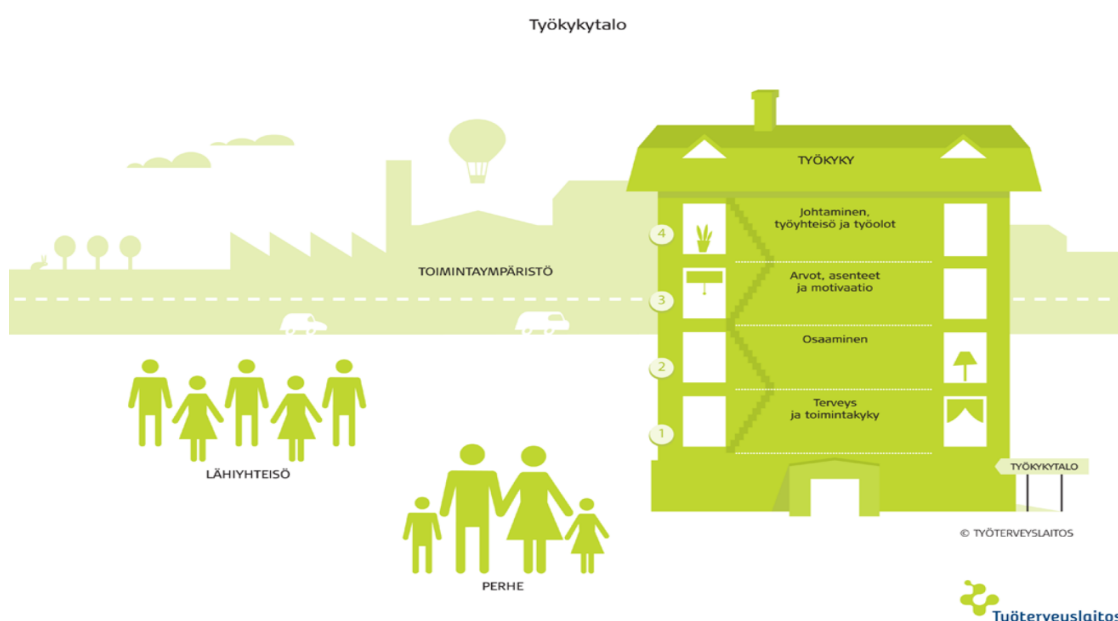 Työkykytalo
TYÖKYKY
4
Johtaminen,
työyhteisö ja työolot
3
Arvot, asenteet
ja motivaatio
2
Osaaminen
1
Terveys
ja toimintakyky
TOIMINTAYMPÄRISTÖ
LÄHIYHTEISÖ
PERHE
TYÖKYKYTALO
© TYÖTERVEYSLAITOS
Työterveyslaitos